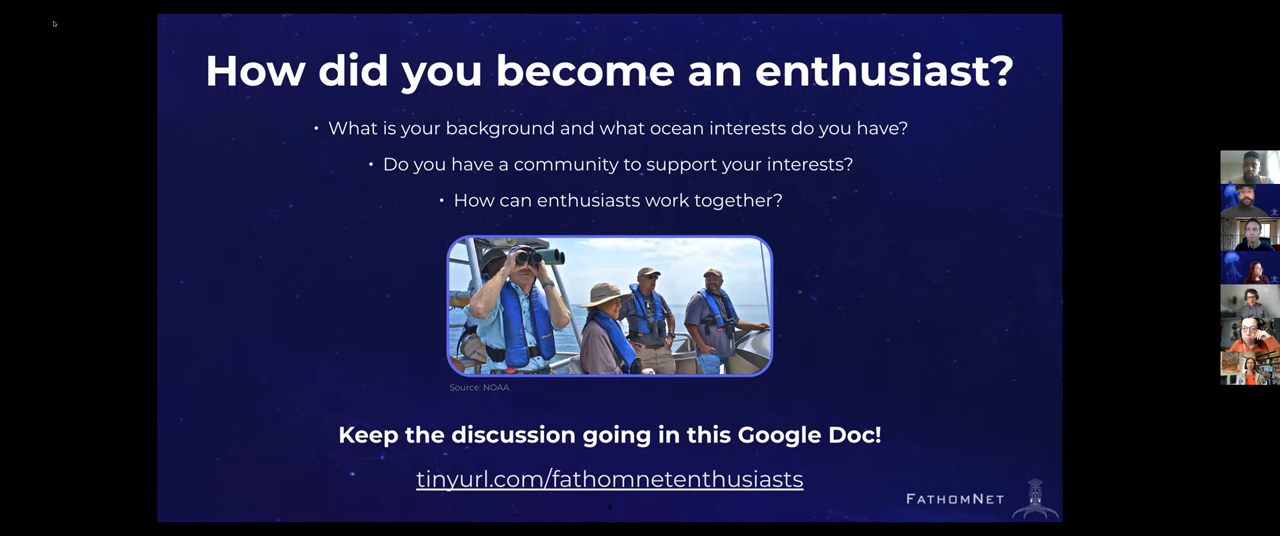 How did you become an enthusiast?
• What is your background and what ocean interests do you have?
• Do you have a community to support your interests?
• How can enthusiasts work together?
Source: NOAA
Keep the discussion going in this Google Doc!
tinyurl.com/fathomnetenthusiasts
FATHOMNET